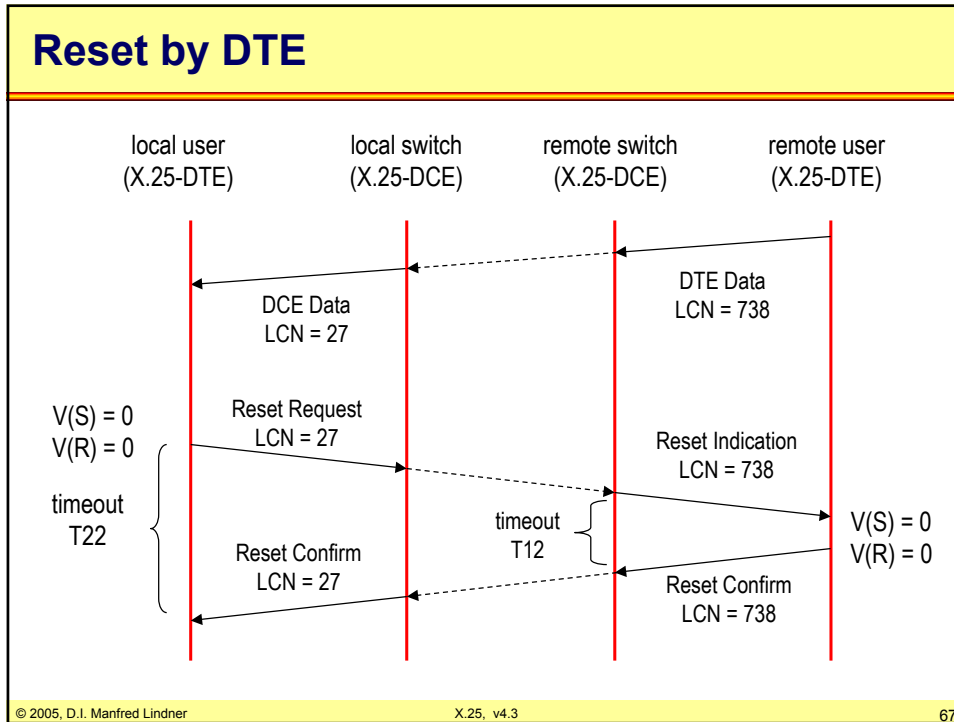 Reset by DTE
local user
(X.25-DTE)
local switch
(X.25-DCE)
remote switch
(X.25-DCE)
remote user
(X.25-DTE)
DCE Data
LCN = 27
DTE Data
LCN = 738
V(S) = 0
V(R) = 0
Reset Request
LCN = 27
Reset Indication
LCN = 738
timeout
T22
timeout
T12
V(S) = 0
V(R) = 0
Reset Confirm
LCN = 27
Reset Confirm
LCN = 738
© 2005, D.I. Manfred Lindner
X.25, v4.3
67